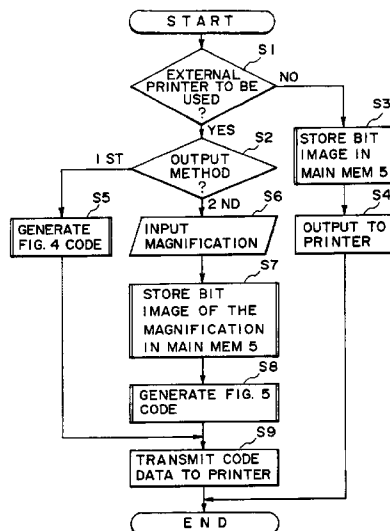 START
S1
EXTERNAL
PRINTER TO BE
USED
?
NO
YES
S2
OUTPUT
METHOD
?
1 ST
2 ND
S3
STORE BIT
IMAGE IN
MAIN MEM 5
S4
OUTPUT TO
PRINTER
S5
GENERATE
FIG. 4 CODE
S6
INPUT
MAGNIFICATION
S7
STORE BIT
IMAGE OF THE
MAGNIFICATION
IN MAIN MEM 5
S8
GENERATE FIG. 5
CODE
S9
TRANSMIT CODE
DATA TO PRINTER
END